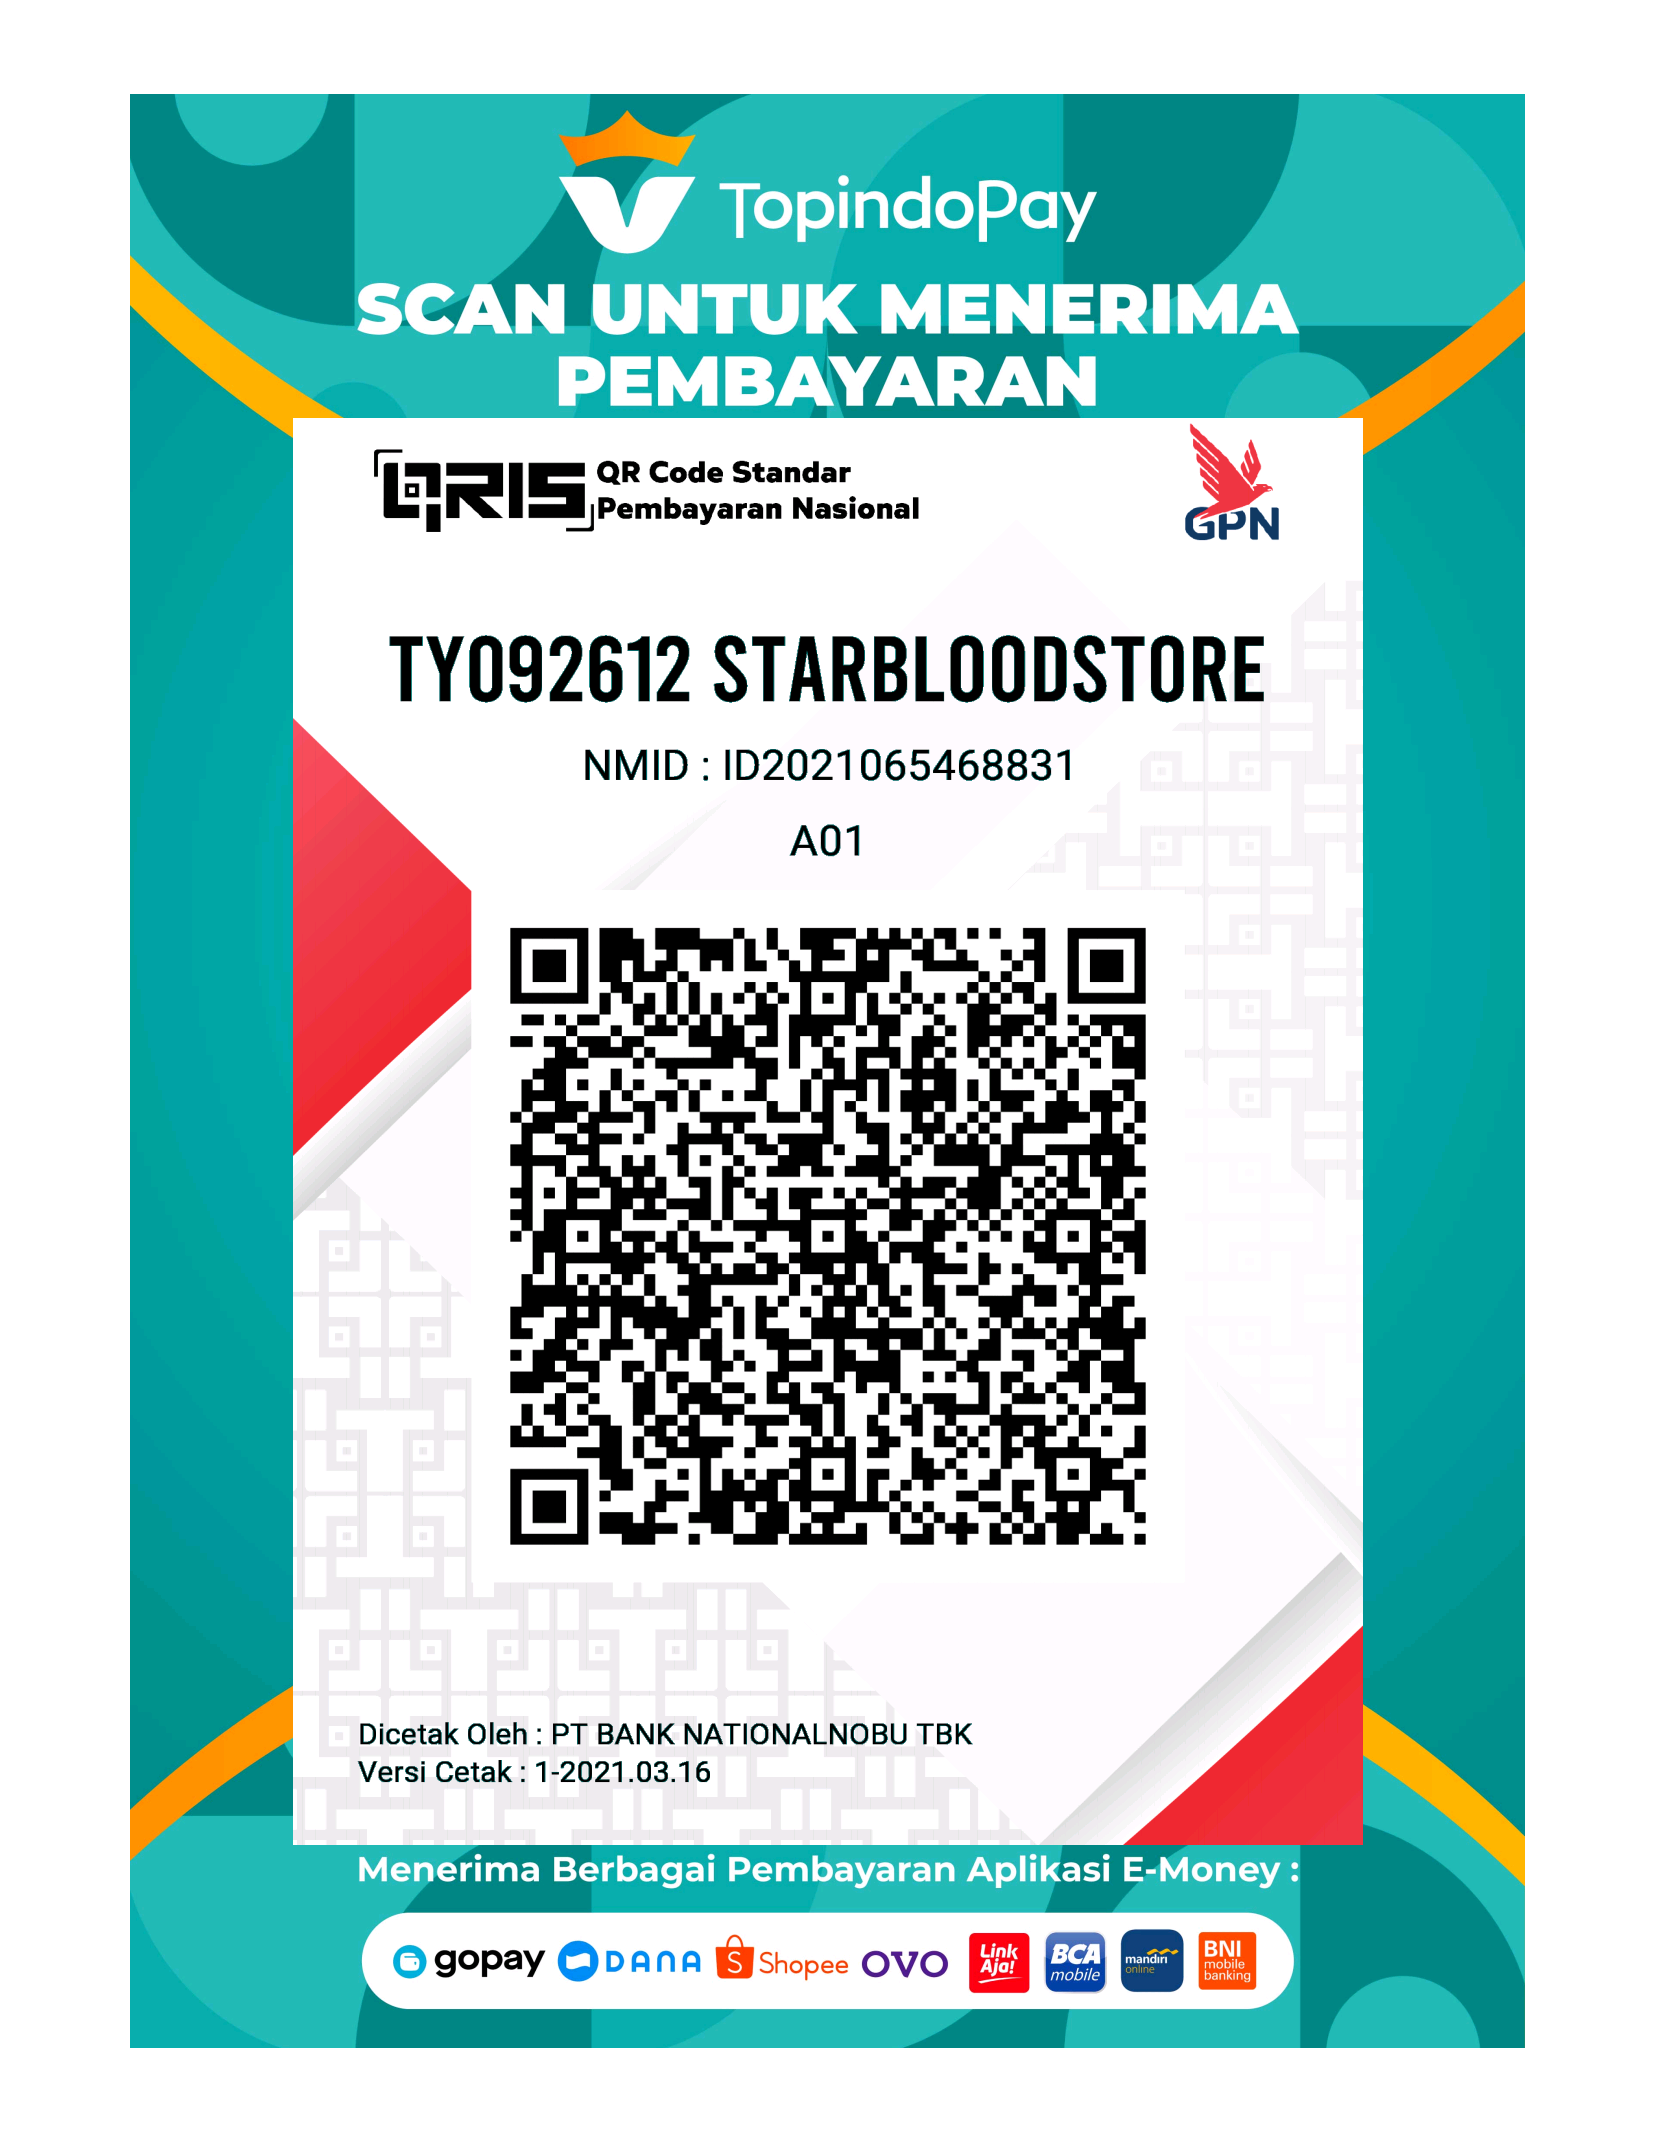 TopindoPay
SCAN UNTUK MENERIMA
PEMBAYARAN
QRIS QR Code Standar
Pembayaran Nasional
GPN
TY092612 STARBLOODSTORE
NMID : ID2021065468831
A01
Dicetak Oleh : PT BANK NATIONALNOBU TBK
Versi Cetak : 1-2021.03.16
Menerima Berbagai Pembayaran Aplikasi E-Money :
gopay DANA S Shopee OVO Link Aja! BCA mobile mandiri online BNI mobile banking